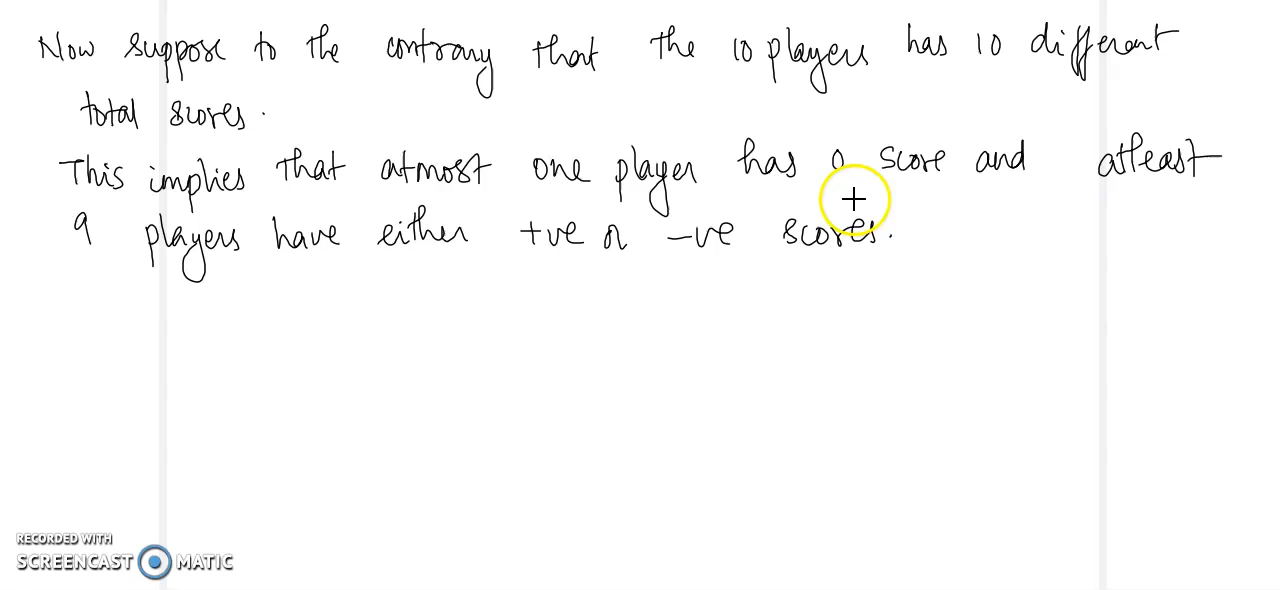 Now suppose to the contrary that the 10 players has 10 different
total scores.
This implies that atmost one player has 0 score and atleast
9 players have either +ve or -ve scores.
RECORDED WITH
SCREENCAST MATIC